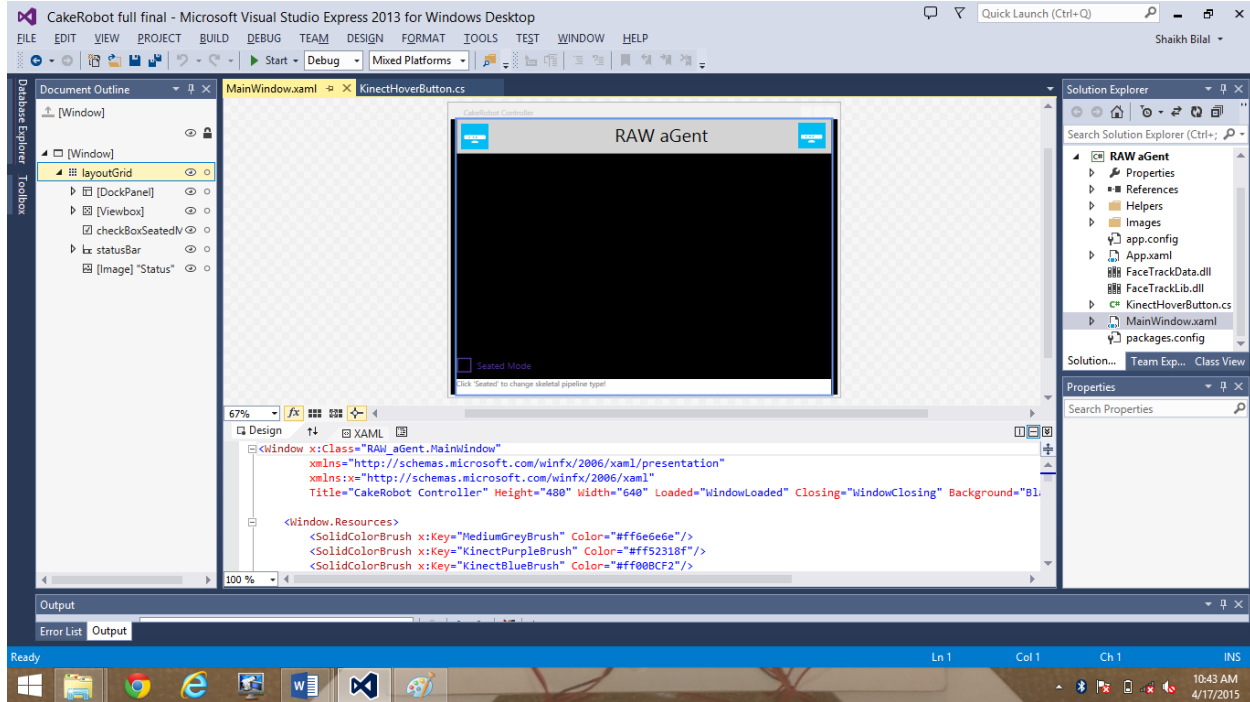 CakeRobot full final - Microsoft Visual Studio Express 2013 for Windows Desktop
Quick Launch (Ctrl+Q)
FILE EDIT VIEW PROJECT BUILD DEBUG TEAM DESIGN FORMAT TOOLS TEST WINDOW HELP
Shaikh Bilal
Start Debug Mixed Platforms
Database Explorer
Toolbox
Document Outline
[Window]
[Window]
layoutGrid
[DockPanel]
[Viewbox]
checkBoxSeatedM
statusBar
[Image] "Status"
MainWindow.xaml KinectHoverButton.cs
CakeRobot Controller
RAW aGent
Seated Mode
Click 'Seated' to change skeletal pipeline type!
67%
Design XAML
<Window x:Class="RAW_aGent.MainWindow"
xmlns="http://schemas.microsoft.com/winfx/2006/xaml/presentation"
xmlns:x="http://schemas.microsoft.com/winfx/2006/xaml"
Title="CakeRobot Controller" Height="480" Width="640" Loaded="WindowLoaded" Closing="WindowClosing" Background="Bl
<Window.Resources>
<SolidColorBrush x:Key="MediumGreyBrush" Color="#ff6e6e6e"/>
<SolidColorBrush x:Key="KinectPurpleBrush" Color="#ff52318f"/>
<SolidColorBrush x:Key="KinectBlueBrush" Color="#ff00BCF2"/>
100 %
Solution Explorer
Search Solution Explorer (Ctrl+;
RAW aGent
Properties
References
Helpers
Images
app.config
App.xaml
FaceTrackData.dll
FaceTrackLib.dll
KinectHoverButton.cs
MainWindow.xaml
packages.config
Solution... Team Exp... Class View
Properties
Search Properties
Output
Error List Output
Ready Ln 1 Col 1 Ch 1 INS
10:43 AM
4/17/2015